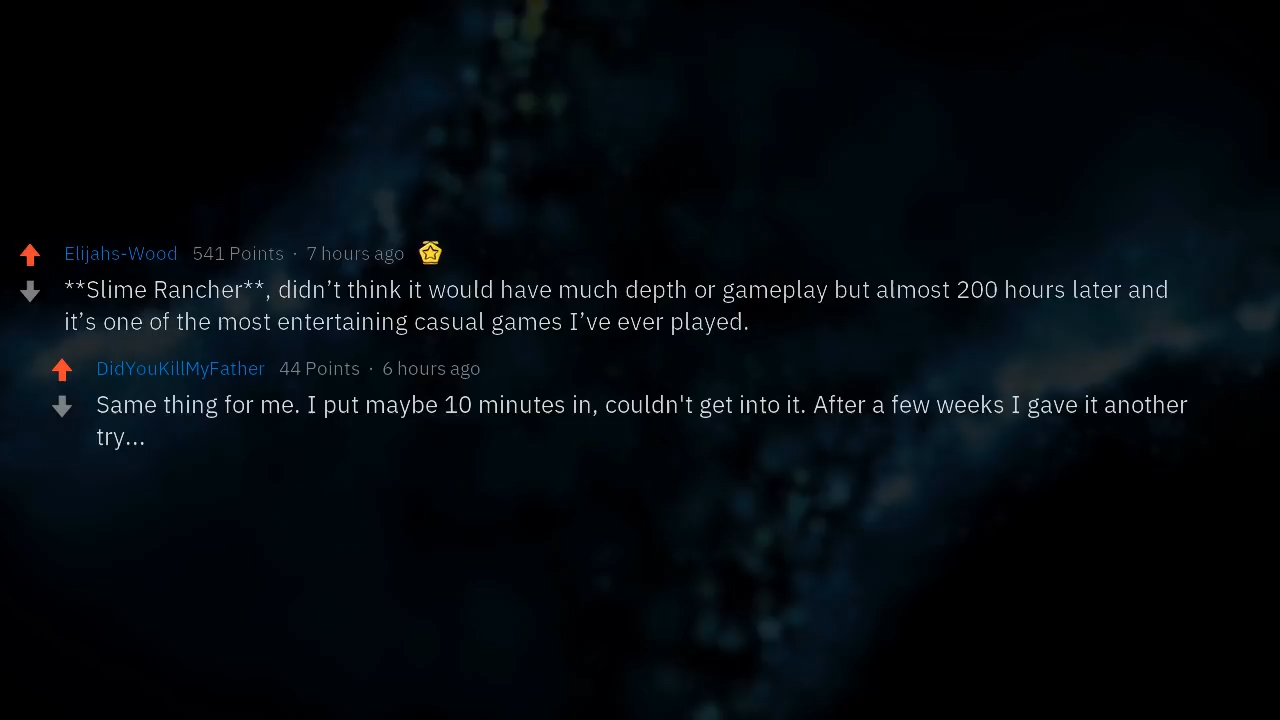 Elijahs-Wood 541 Points · 7 hours ago
**Slime Rancher**, didn’t think it would have much depth or gameplay but almost 200 hours later and
it’s one of the most entertaining casual games I’ve ever played.
DidYouKillMyFather 44 Points · 6 hours ago
Same thing for me. I put maybe 10 minutes in, couldn't get into it. After a few weeks I gave it another
try...